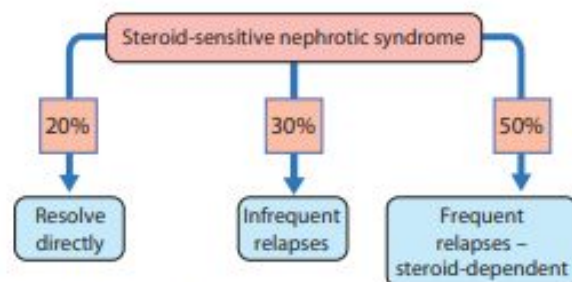 Steroid-sensitive nephrotic syndrome
20%
30%
50%
Resolve
directly
Infrequent
relapses
Frequent
relapses –
steroid-dependent